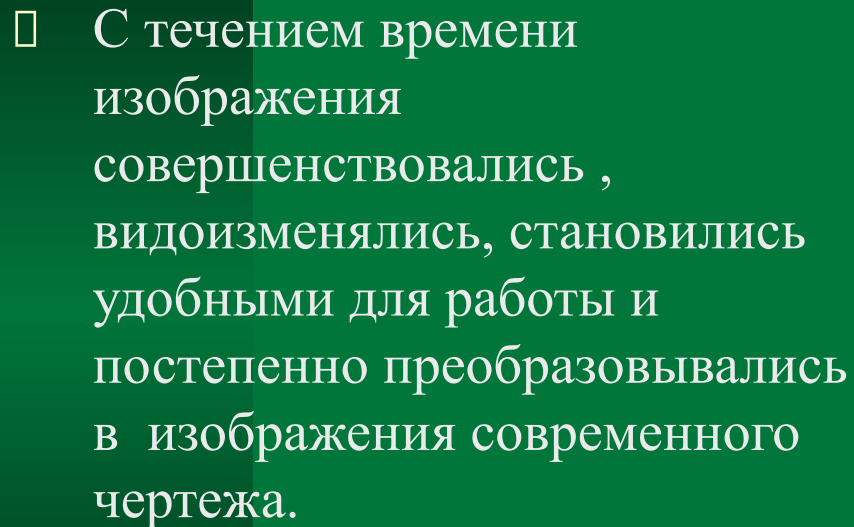 С течением времени
изображения
совершенствовались ,
видоизменялись, становились
удобными для работы и
постепенно преобразовывались
в  изображения современного
чертежа.